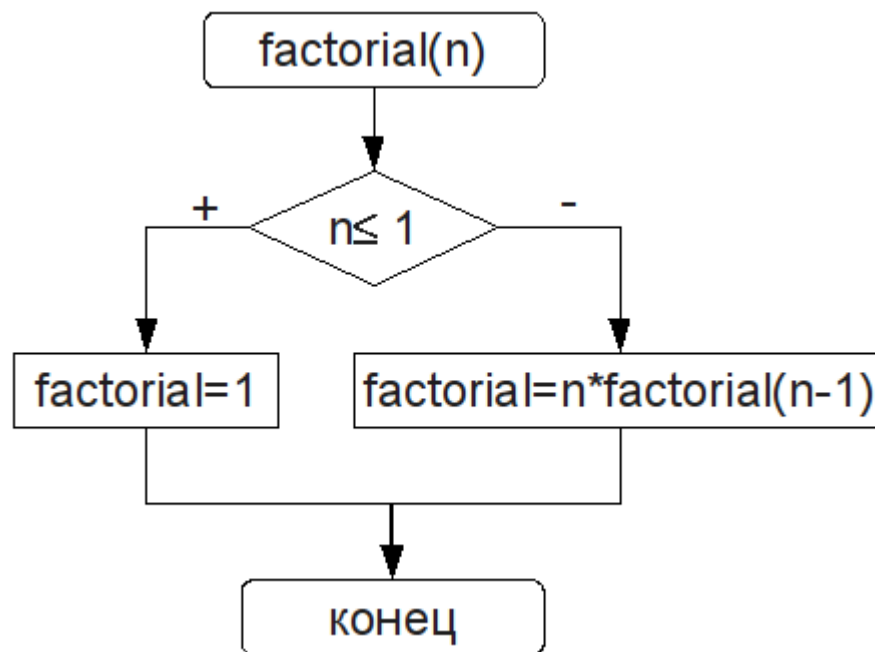 factorial(n)
+
-
n≤ 1
factorial=1
factorial=n*factorial(n-1)
конец